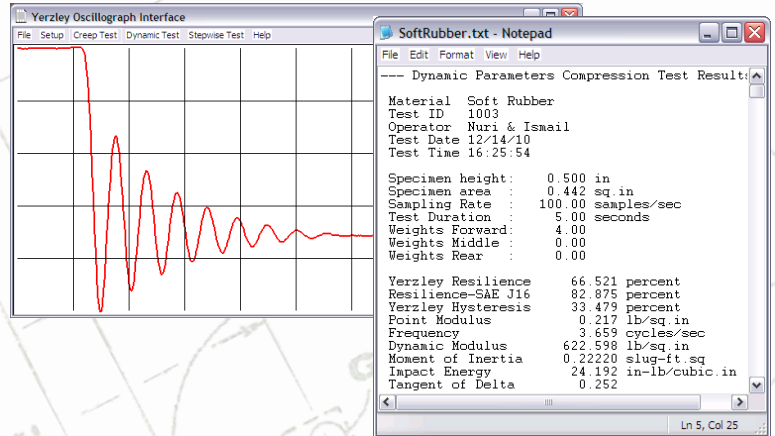 Yerzley Oscillograph Interface
File Setup Creep Test Dynamic Test Stepwise Test Help
SoftRubber.txt - Notepad
File Edit Format View Help
--- Dynamic Parameters Compression Test Results
Material Soft Rubber
Test ID 1003
Operator Nuri & Ismail
Test Date 12/14/10
Test Time 16:25:54
Specimen height: 0.500 in
Specimen area : 0.442 sq.in
Sampling Rate : 100.00 samples/sec
Test Duration : 5.00 seconds
Weights Forward: 4.00
Weights Middle : 0.00
Weights Rear : 0.00
Yerzley Resilience 66.521 percent
Resilience-SAE J16 82.875 percent
Yerzley Hysteresis 33.479 percent
Point Modulus 0.217 lb/sq.in
Frequency 3.659 cycles/sec
Dynamic Modulus 622.598 lb/sq.in
Moment of Inertia 0.22220 slug-ft.sq
Impact Energy 24.192 in-lb/cubic.in
Tangent of Delta 0.252
Ln 5, Col 25